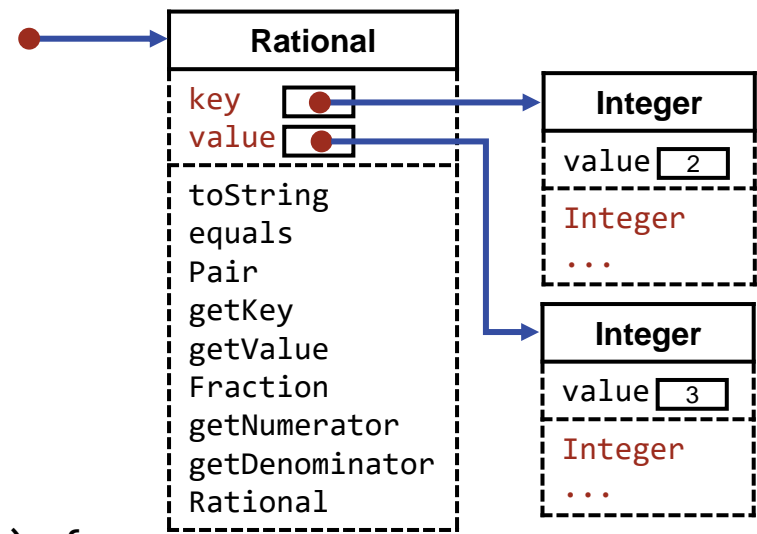 Rational
key
value
toString
equals
Pair
getKey
getValue
Fraction
getNumerator
getDenominator
Rational
Integer
value 2
Integer
...
Integer
value 3
Integer
...
) {